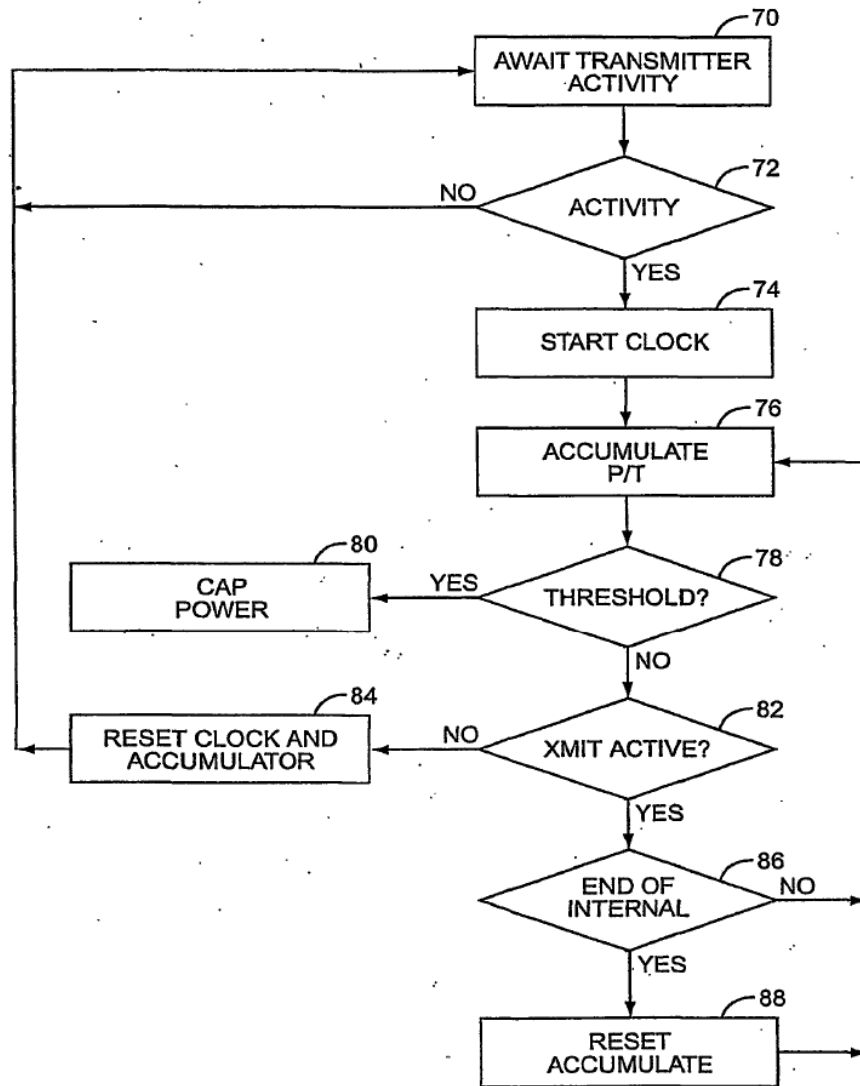 70
AWAIT TRANSMITTER
ACTIVITY
72
NO
ACTIVITY
YES
74
START CLOCK
76
ACCUMULATE
P/T
80
CAP
POWER
YES
78
THRESHOLD?
NO
84
RESET CLOCK AND
ACCUMULATOR
NO
82
XMIT ACTIVE?
YES
86
END OF
INTERNAL
NO
YES
88
RESET
ACCUMULATE